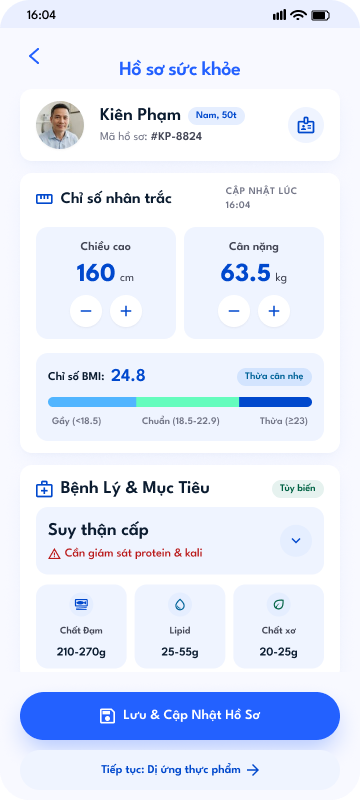 16:04
Hồ sơ sức khỏe
Kiên Phạm
Nam, 50t
Mã hồ sơ: #KP-8824
Chỉ số nhân trắc
CẬP NHẬT LÚC
16:04
Chiều cao
160 cm
Cân nặng
63.5 kg
Chỉ số BMI: 24.8
Thừa cân nhẹ
Gầy (<18.5)
Chuẩn (18.5-22.9)
Thừa (≥23)
Bệnh Lý & Mục Tiêu
Tùy biến
Suy thận cấp
Cần giám sát protein & kali
Chất Đạm
210-270g
Lipid
25-55g
Chất xơ
20-25g
Lưu & Cập Nhật Hồ Sơ
Tiếp tục: Dị ứng thực phẩm